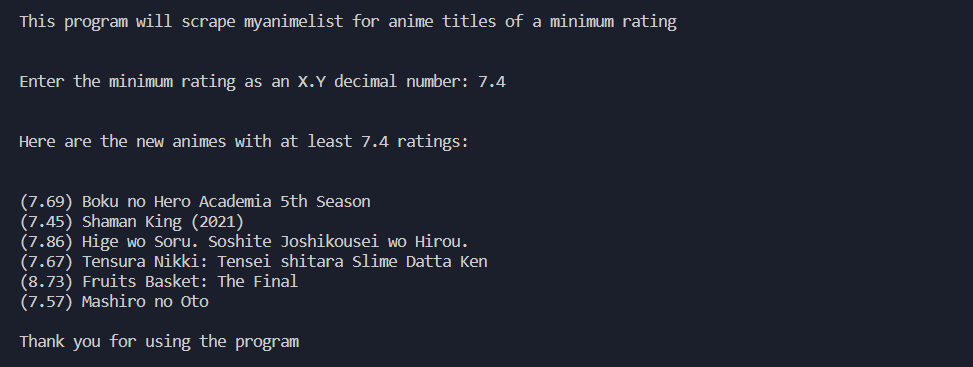 This program will scrape myanimelist for anime titles of a minimum rating
Enter the minimum rating as an X.Y decimal number: 7.4
Here are the new animes with at least 7.4 ratings:
(7.69) Boku no Hero Academia 5th Season
(7.45) Shaman King (2021)
(7.86) Hige wo Soru. Soshite Joshikousei wo Hirou.
(7.67) Tensura Nikki: Tensei shitara Slime Datta Ken
(8.73) Fruits Basket: The Final
(7.57) Mashiro no Oto
Thank you for using the program